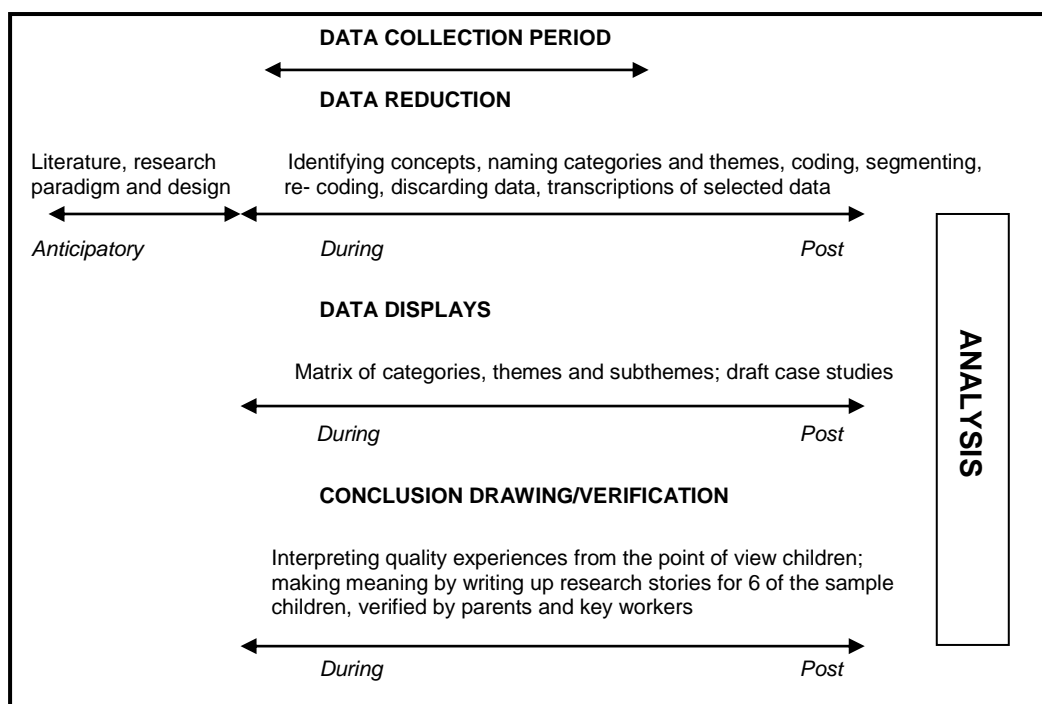 DATA COLLECTION PERIOD
DATA REDUCTION
Literature, research
paradigm and design
Identifying concepts, naming categories and themes, coding, segmenting,
re- coding, discarding data, transcriptions of selected data
Anticipatory
During
Post
DATA DISPLAYS
Matrix of categories, themes and subthemes; draft case studies
During
Post
CONCLUSION DRAWING/VERIFICATION
Interpreting quality experiences from the point of view children;
making meaning by writing up research stories for 6 of the sample
children, verified by parents and key workers
During
Post
ANALYSIS